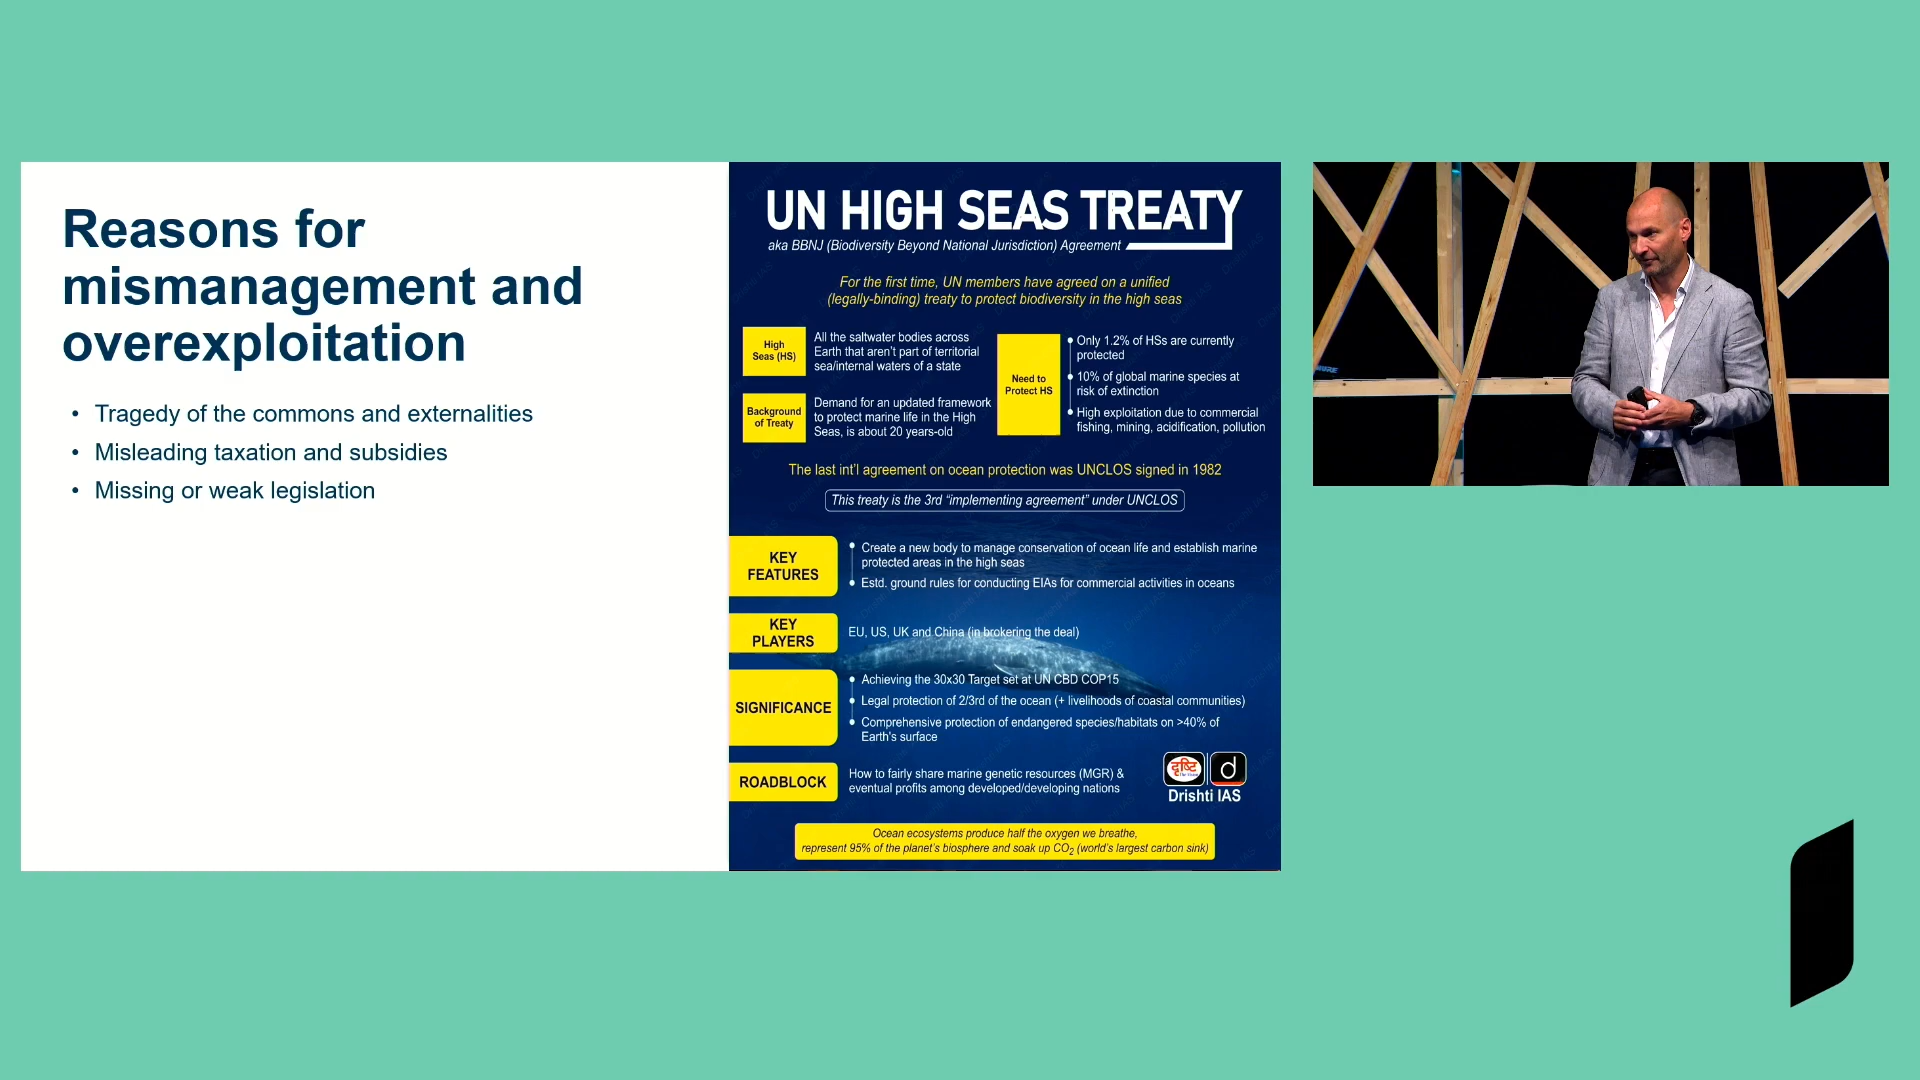 Reasons for
mismanagement and
overexploitation
• Tragedy of the commons and externalities
• Misleading taxation and subsidies
• Missing or weak legislation
UN HIGH SEAS TREATY
aka BBNJ (Biodiversity Beyond National Jurisdiction) Agreement
For the first time, UN members have agreed on a unified
(legally-binding) treaty to protect biodiversity in the high seas
High
Seas (HS)
All the saltwater bodies across
Earth that aren't part of territorial
sea/internal waters of a state
Background
of Treaty
Demand for an updated framework
to protect marine life in the High
Seas, is about 20 years-old
Need to
Protect HS
Only 1.2% of HSs are currently
protected
10% of global marine species at
risk of extinction
High exploitation due to commercial
fishing, mining, acidification, pollution
The last int'l agreement on ocean protection was UNCLOS signed in 1982
This treaty is the 3rd “implementing agreement” under UNCLOS
KEY
FEATURES
Create a new body to manage conservation of ocean life and establish marine
protected areas in the high seas
Estd. ground rules for conducting EIAs for commercial activities in oceans
KEY
PLAYERS
EU, US, UK and China (in brokering the deal)
SIGNIFICANCE
Achieving the 30x30 Target set at UN CBD COP15
Legal protection of 2/3rd of the ocean (+ livelihoods of coastal communities)
Comprehensive protection of endangered species/habitats on >40% of
Earth's surface
ROADBLOCK
How to fairly share marine genetic resources (MGR) &
eventual profits among developed/developing nations
दृष्टि
The Vision
d
Drishti IAS
Ocean ecosystems produce half the oxygen we breathe,
represent 95% of the planet's biosphere and soak up CO₂ (world's largest carbon sink)